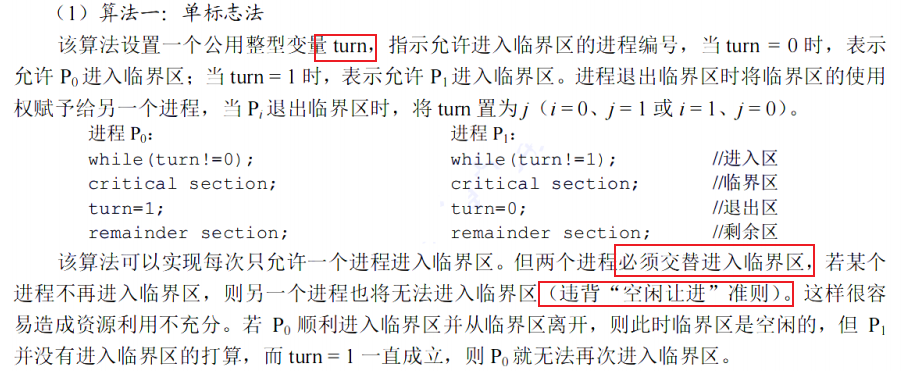 （1）算法一：单标志法
该算法设置一个公用整型变量 turn，指示允许进入临界区的进程编号，当 turn = 0 时，表示
允许 P0 进入临界区；当 turn = 1 时，表示允许 P1 进入临界区。进程退出临界区时将临界区的使用
权赋予给另一个进程，当 Pi 退出临界区时，将 turn 置为 j（i = 0、j = 1 或 i = 1、j = 0）。
进程 P0： 进程 P1：
while(turn!=0); while(turn!=1); //进入区
critical section; critical section; //临界区
turn=1; turn=0; //退出区
remainder section; remainder section; //剩余区
该算法可以实现每次只允许一个进程进入临界区。但两个进程必须交替进入临界区，若某个
进程不再进入临界区，则另一个进程也将无法进入临界区（违背“空闲让进”准则）。这样很容
易造成资源利用不充分。若 P0 顺利进入临界区并从临界区离开，则此时临界区是空闲的，但 P1
并没有进入临界区的打算，而 turn = 1 一直成立，则 P0 就无法再次进入临界区。